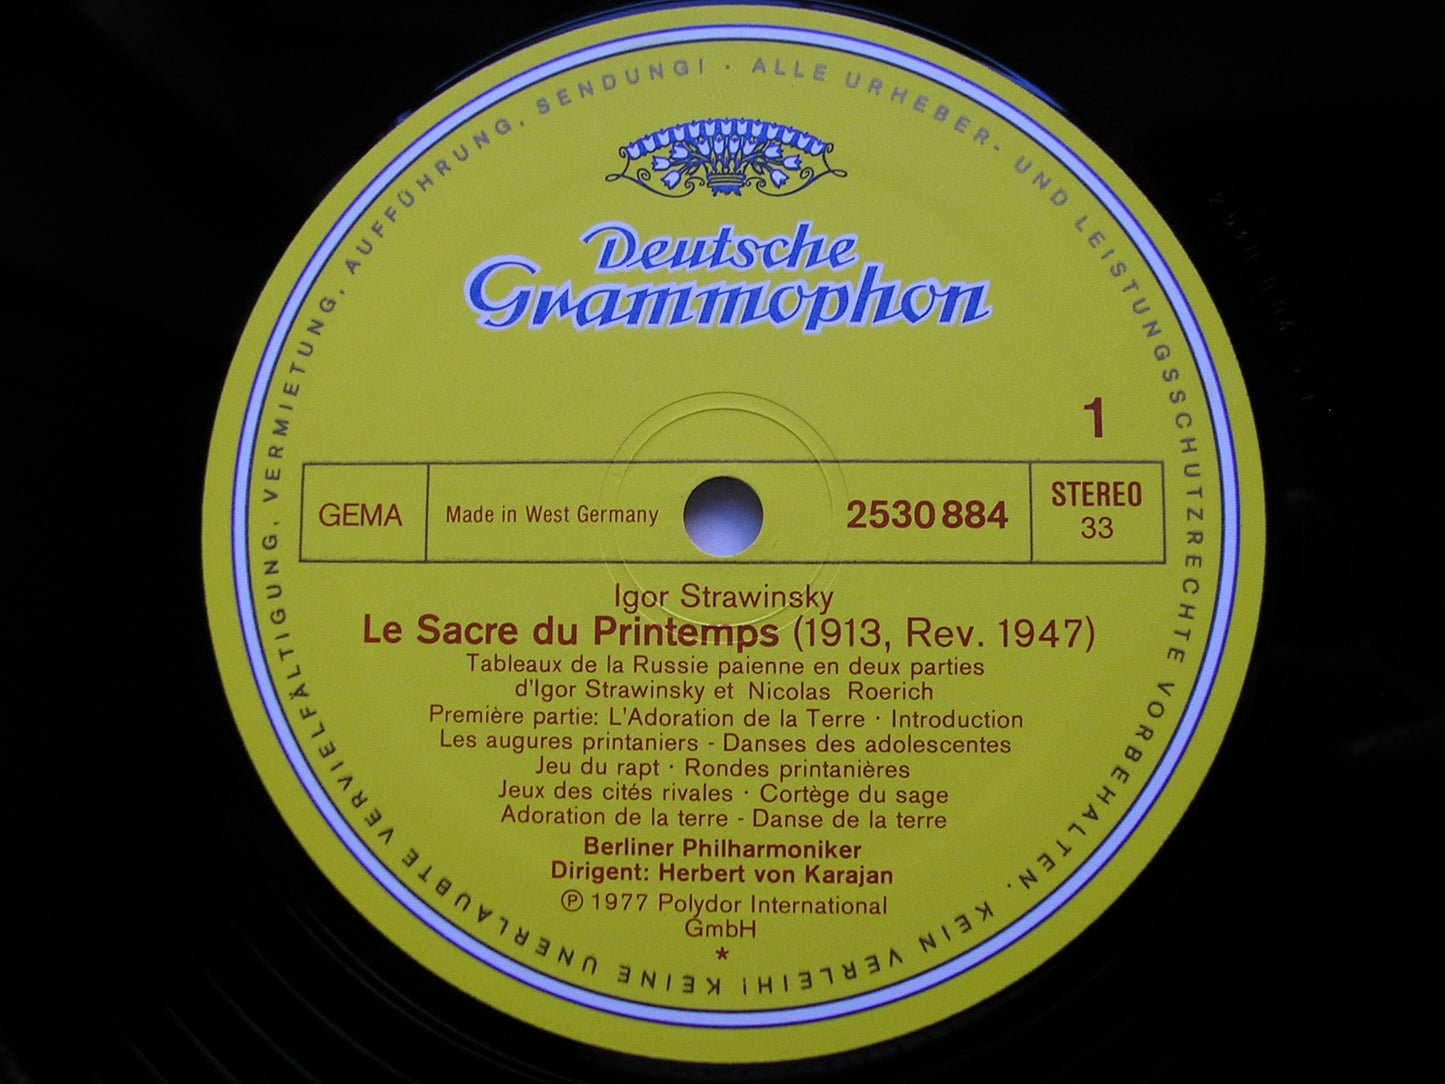 ALLE URHEBER- UND LEISTUNGSSCHUTZRECHTE VORBEHALTEN. KEIN VERLEIH! KEINE UNERLAUBTE VERVIELFÄLTIGUNG, VERMIETUNG, AUFFÜHRUNG, SENDUNG! ·
Deutsche
Grammophon
1
GEMA
Made in West Germany
2530 884
STEREO
33
Igor Strawinsky
Le Sacre du Printemps (1913, Rev. 1947)
Tableaux de la Russie paienne en deux parties
d'Igor Strawinsky et Nicolas Roerich
Première partie: L'Adoration de la Terre · Introduction
Les augures printaniers - Danses des adolescentes
Jeu du rapt · Rondes printanières
Jeux des cités rivales · Cortège du sage
Adoration de la terre - Danse de la terre
Berliner Philharmoniker
Dirigent: Herbert von Karajan
℗ 1977 Polydor International
GmbH
*